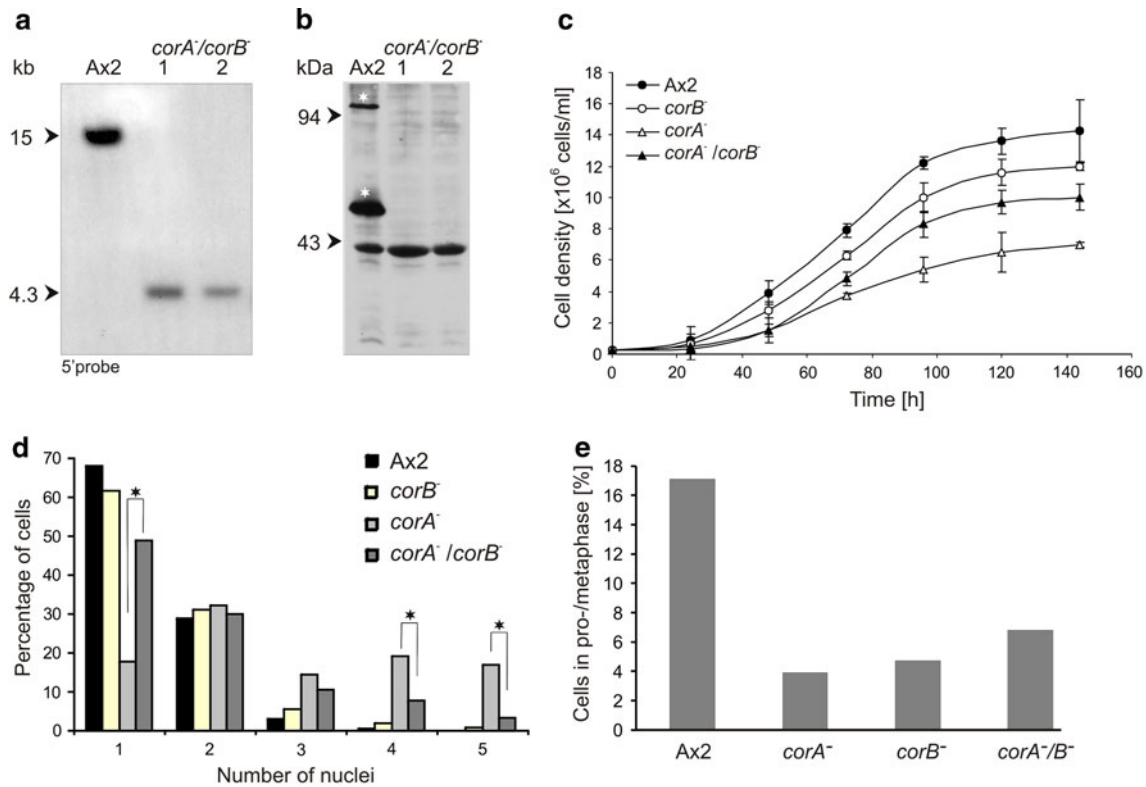 a
corA⁻/corB⁻
kb Ax2 1 2
15
4.3
5'probe
b
corA⁻/corB⁻
kDa Ax2 1 2
94
43
c
Cell density [x10⁶ cells/ml]
18
16
14
12
10
8
6
4
2
0
Ax2
corB⁻
corA⁻
corA⁻/corB⁻
0 20 40 60 80 100 120 140 160
Time [h]
d
Percentage of cells
70
60
50
40
30
20
10
0
Ax2
corB⁻
corA⁻
corA⁻/corB⁻
1 2 3 4 5
Number of nuclei
e
Cells in pro-/metaphase [%]
18
16
14
12
10
8
6
4
2
0
Ax2 corA⁻ corB⁻ corA⁻/B⁻